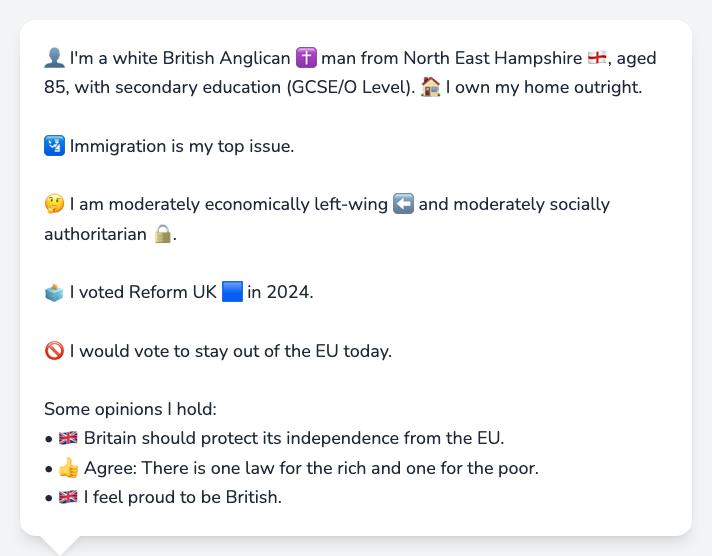 👤 I'm a white British Anglican ✝️ man from North East Hampshire 🏴󠁧󠁢󠁥󠁮󠁧󠁿, aged
85, with secondary education (GCSE/O Level). 🏠 I own my home outright.
🛂 Immigration is my top issue.
🤔 I am moderately economically left-wing ⬅️ and moderately socially
authoritarian 🔒.
🗳️ I voted Reform UK 🟦 in 2024.
🚫 I would vote to stay out of the EU today.
Some opinions I hold:
• 🇬🇧 Britain should protect its independence from the EU.
• 👍 Agree: There is one law for the rich and one for the poor.
• 🇬🇧 I feel proud to be British.